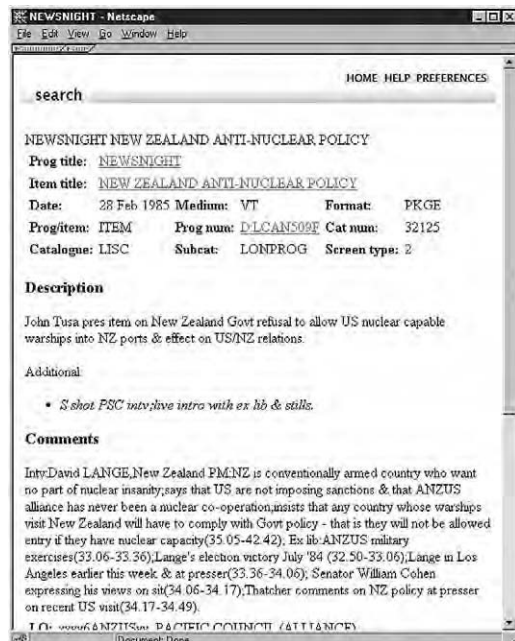 NEWSNIGHT - Netscape
File Edit View Go Window Help
HOME HELP PREFERENCES
search
NEWSNIGHT NEW ZEALAND ANTI-NUCLEAR POLICY
Prog title: NEWSNIGHT
Item title: NEW ZEALAND ANTI-NUCLEAR POLICY
Date: 28 Feb 1985 Medium: VT Format: PKGE
Prog/item: ITEM Prog num: D:LCAN509F Cat num: 32125
Catalogue: LISC Subcat: LONPROG Screen type: 2
Description
John Tusa pres item on New Zealand Govt refusal to allow US nuclear capable
warships into NZ ports & effect on US/NZ relations.
Additional
• S shot PSC intv;live intro with ex lib & stills.
Comments
Intv:David LANGE,New Zealand PM:NZ is conventionally armed country who want
no part of nuclear insanity;says that US are not imposing sanctions & that ANZUS
alliance has never been a nuclear co-operation;insists that any country whose warships
visit New Zealand will have to comply with Govt policy - that is they will not be allowed
entry if they have nuclear capacity(35.05-42.42); Ex lib:ANZUS military
exercises(33.06-33.36);Lange's election victory July '84 (32.50-33.06);Lange in Los
Angeles earlier this week & at presser(33.36-34.06); Senator William Cohen
expressing his views on sit(34.06-34.17);Thatcher comments on NZ policy at presser
on recent US visit(34.17-34.49).
PACIFIC COUNCIL (ALLIANCE)
Document: Done